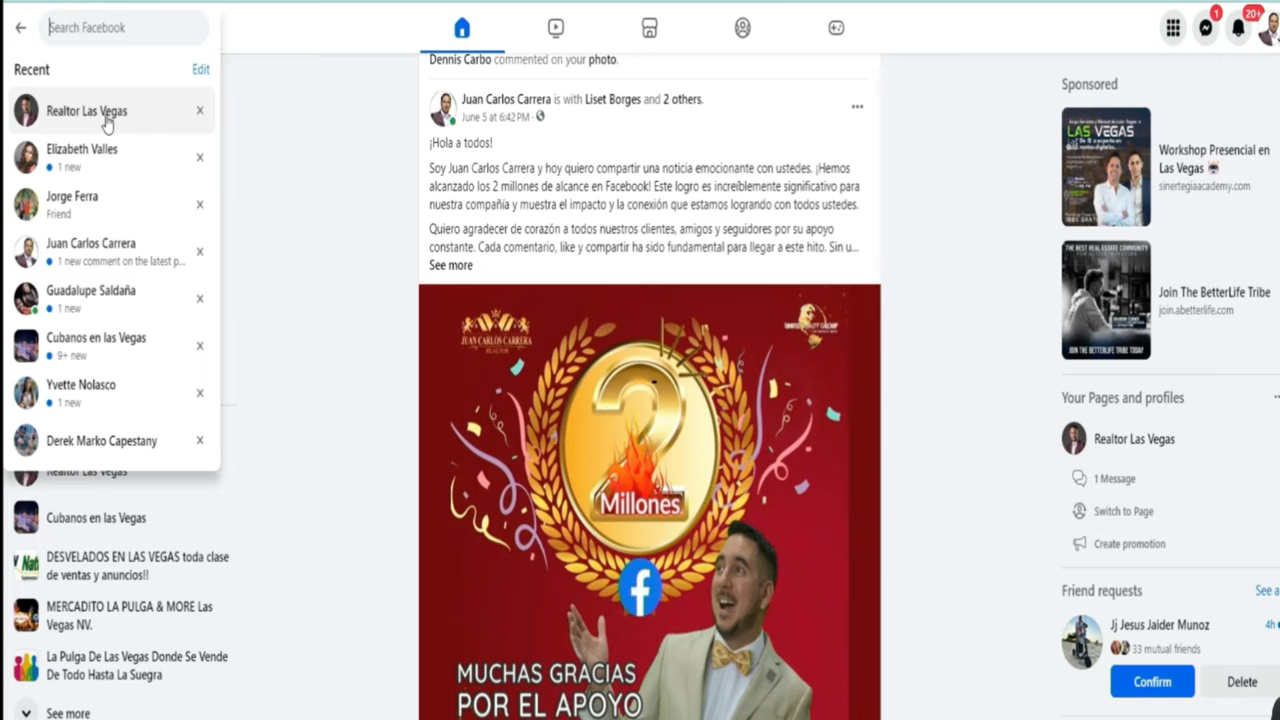 Search Facebook
1
20+
Recent
Edit
Realtor Las Vegas
Elizabeth Valles
1 new
Jorge Ferra
Friend
Juan Carlos Carrera
1 new comment on the latest p...
Guadalupe Saldaña
1 new
Cubanos en las Vegas
9+ new
Yvette Nolasco
1 new
Derek Marko Capestany
Realtor Las Vegas
Cubanos en las Vegas
DESVELADOS EN LAS VEGAS toda clase
de ventas y anuncios!!
MERCADITO LA PULGA & MORE Las
Vegas NV.
La Pulga De Las Vegas Donde Se Vende
De Todo Hasta La Suegra
See more
Dennis Carbo commented on your photo.
Juan Carlos Carrera is with Liset Borges and 2 others.
June 5 at 6:42 PM ·
¡Hola a todos!
Soy Juan Carlos Carrera y hoy quiero compartir una noticia emocionante con ustedes. ¡Hemos
alcanzado los 2 millones de alcance en Facebook! Este logro es increíblemente significativo para
nuestra compañía y muestra el impacto y la conexión que estamos logrando con todos ustedes.
Quiero agradecer de corazón a todos nuestros clientes, amigos y seguidores por su apoyo
constante. Cada comentario, like y compartir ha sido fundamental para llegar a este hito. Sin u...
See more
JUAN CARLOS CARRERA
REALTOR
2
Millones
MUCHAS GRACIAS
POR EL APOYO
Sponsored
LAS VEGAS
Workshop Presencial en
Las Vegas
sinertegiaacademy.com
THE BEST REAL ESTATE COMMUNITY
JOIN THE BETTERLIFE TRIBE TODAY
Join The BetterLife Tribe
join.abetterlife.com
Your Pages and profiles
Realtor Las Vegas
1 Message
Switch to Page
Create promotion
Friend requests
See a
Jj Jesus Jaider Munoz
4h
33 mutual friends
Confirm
Delete